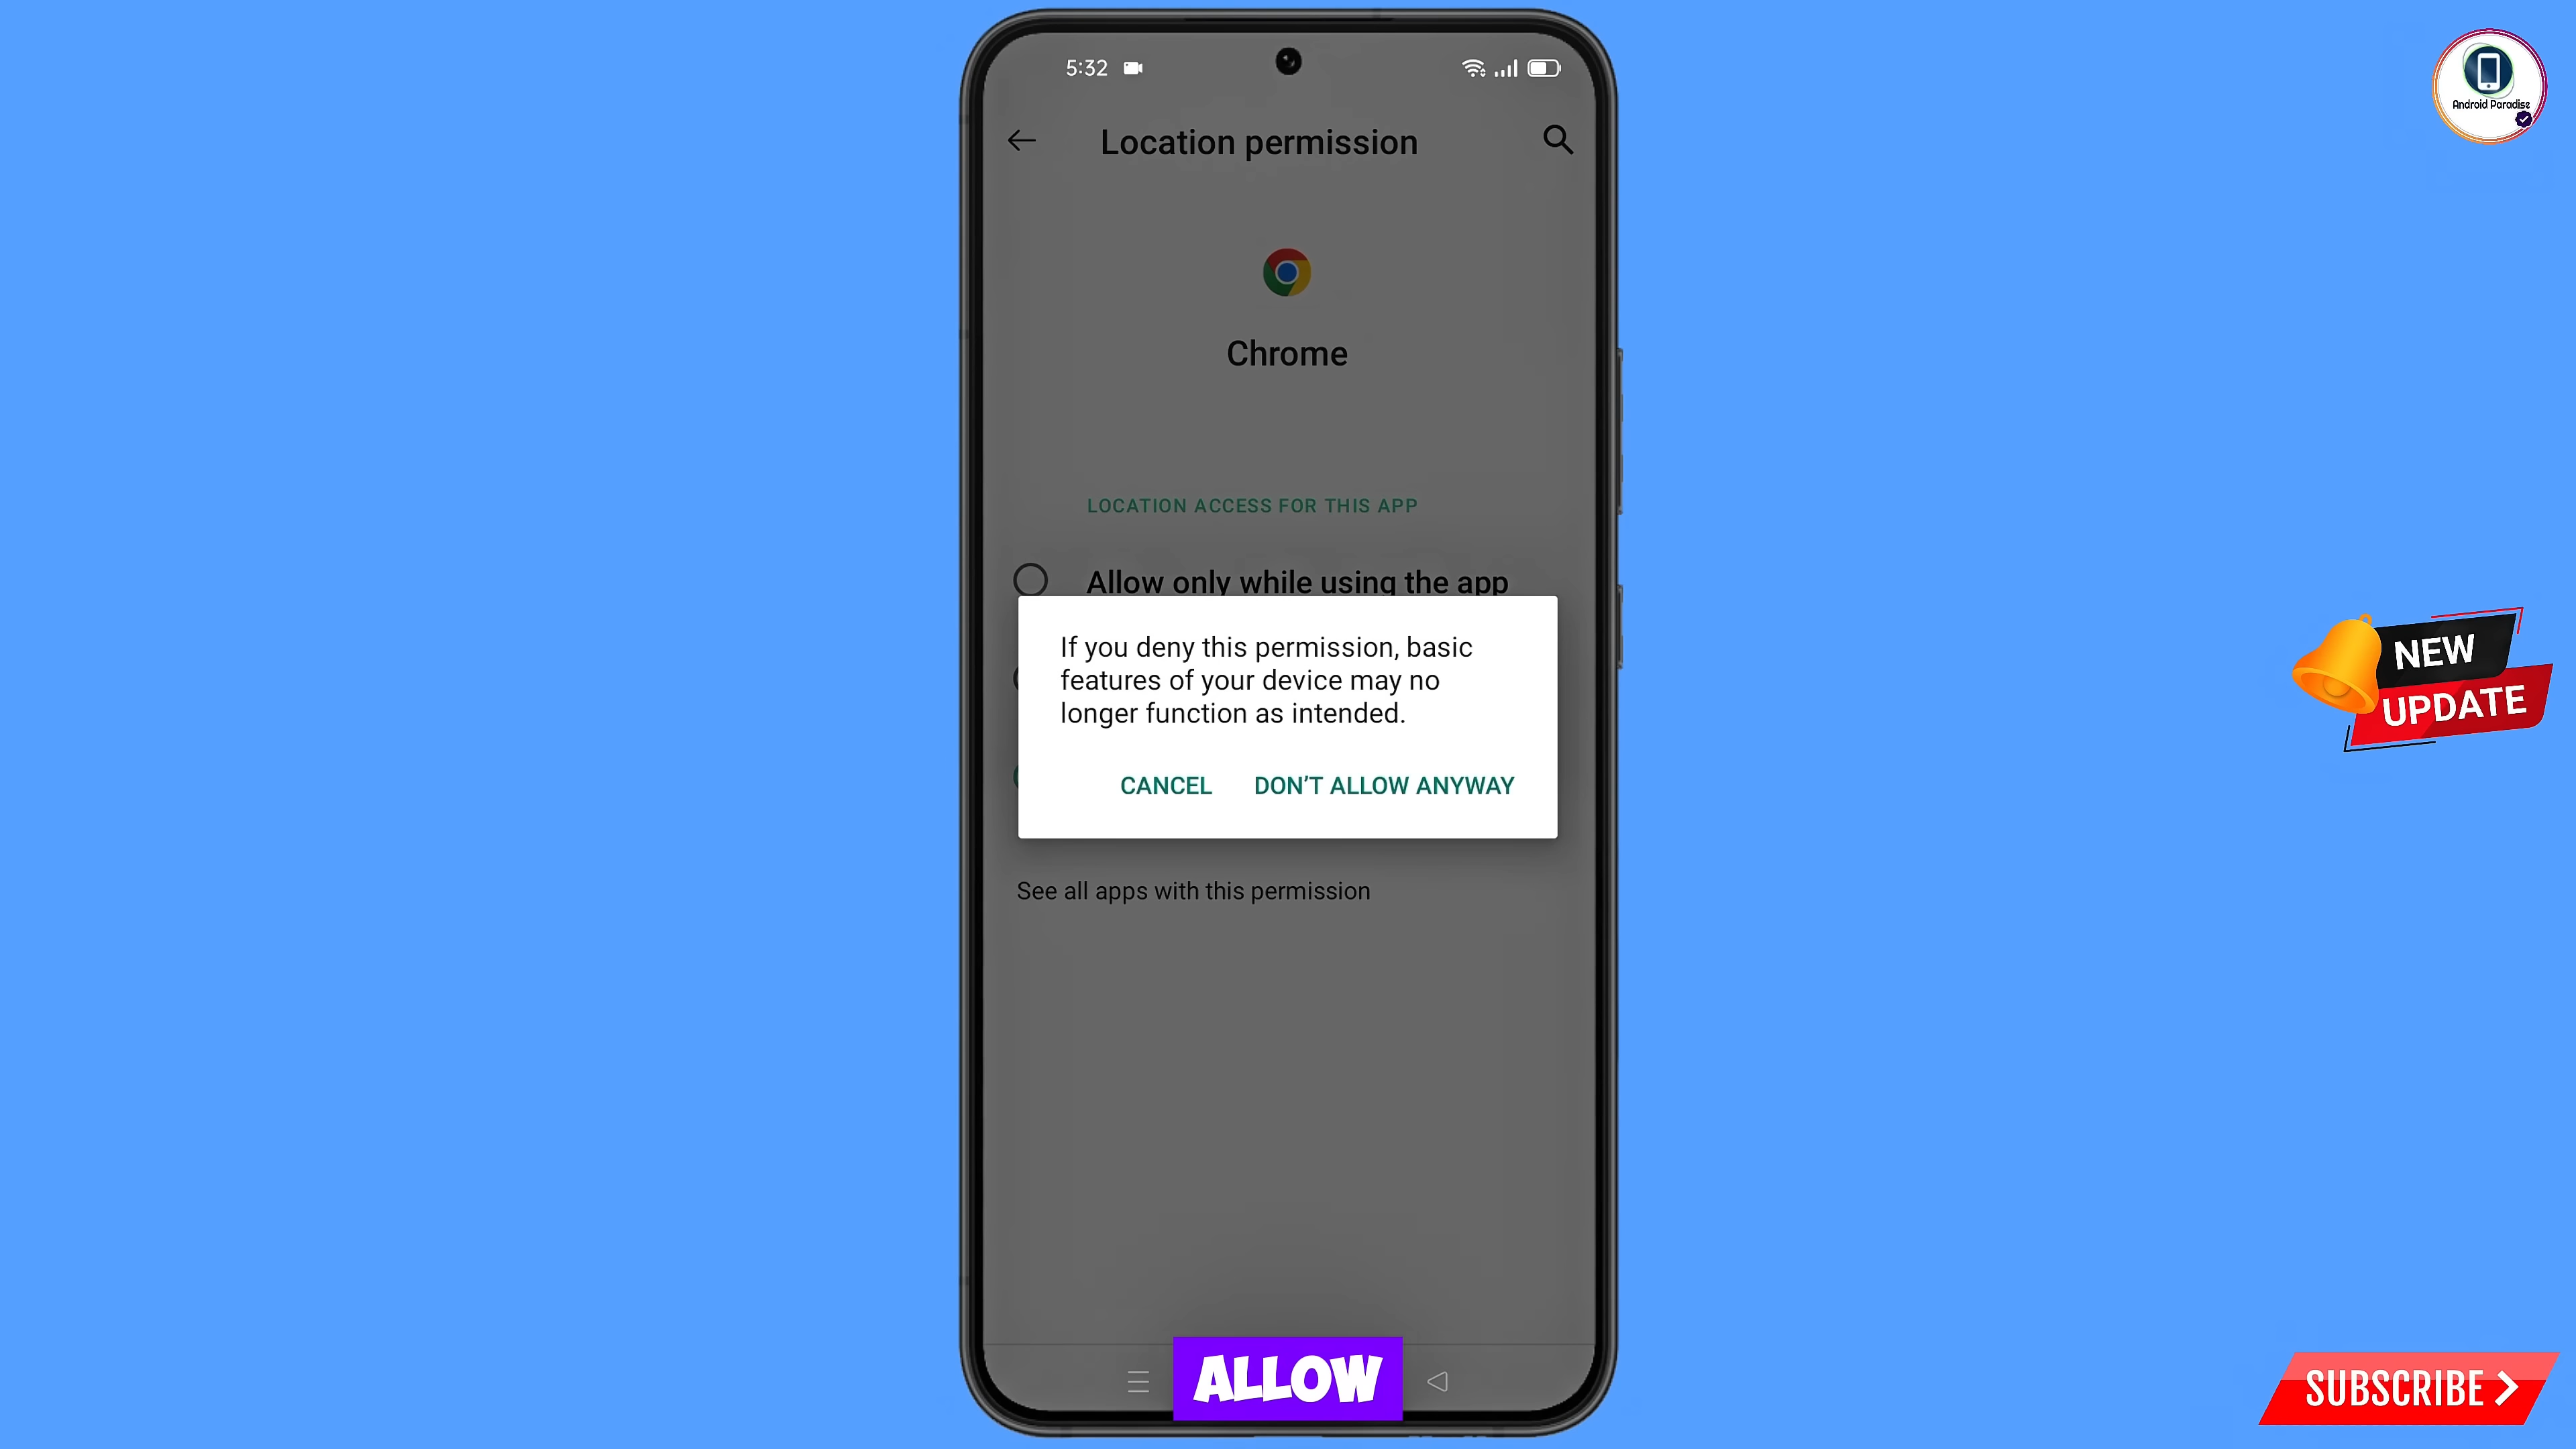 5:32
Android Paradise
Location permission
Chrome
LOCATION ACCESS FOR THIS APP
Allow only while using the app
If you deny this permission, basic
features of your device may no
longer function as intended.
CANCEL DON'T ALLOW ANYWAY
NEW
UPDATE
See all apps with this permission
ALLOW
SUBSCRIBE